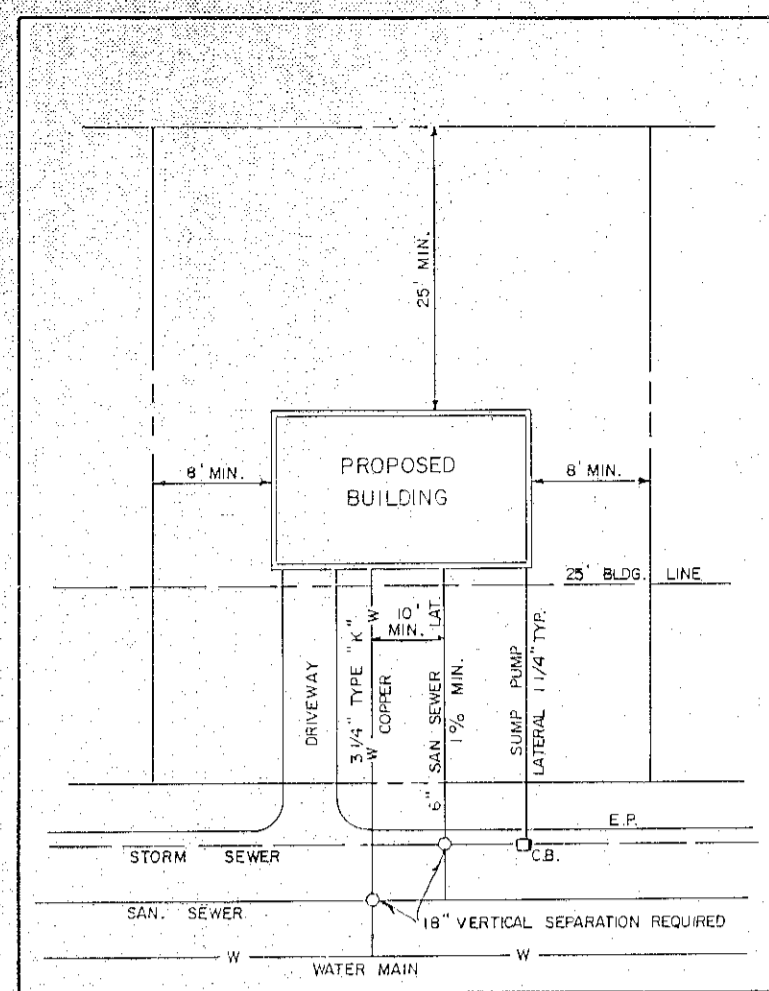 25' MIN.
PROPOSED
BUILDING
8' MIN.
8' MIN.
25' BLDG. LINE
DRIVEWAY
3 1/4" TYPE "K"
COPPER
W
W
10'
MIN.
6" SAN SEWER LAT.
1% MIN.
SUMP PUMP
LATERAL 1 1/4" TYP.
E.P.
STORM SEWER
C.B.
SAN. SEWER
18" VERTICAL SEPARATION REQUIRED
W
W
WATER MAIN